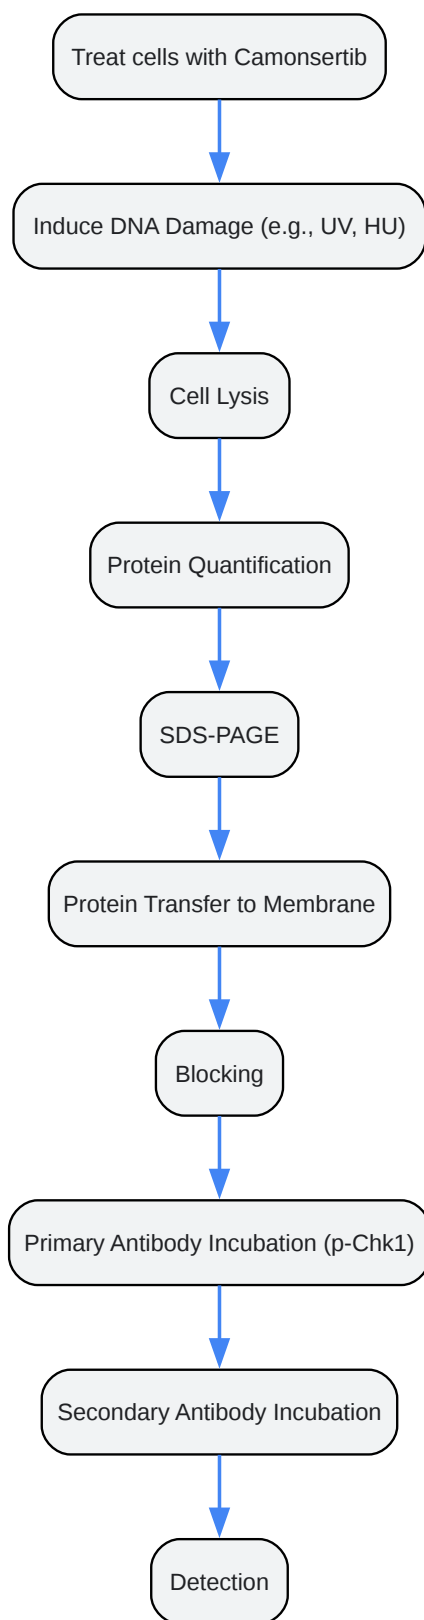 Treat cells with Camonsertib
Induce DNA Damage (e.g., UV, HU)
Cell Lysis
Protein Quantification
SDS-PAGE
Protein Transfer to Membrane
Blocking
Primary Antibody Incubation (p-Chk1)
Secondary Antibody Incubation
Detection